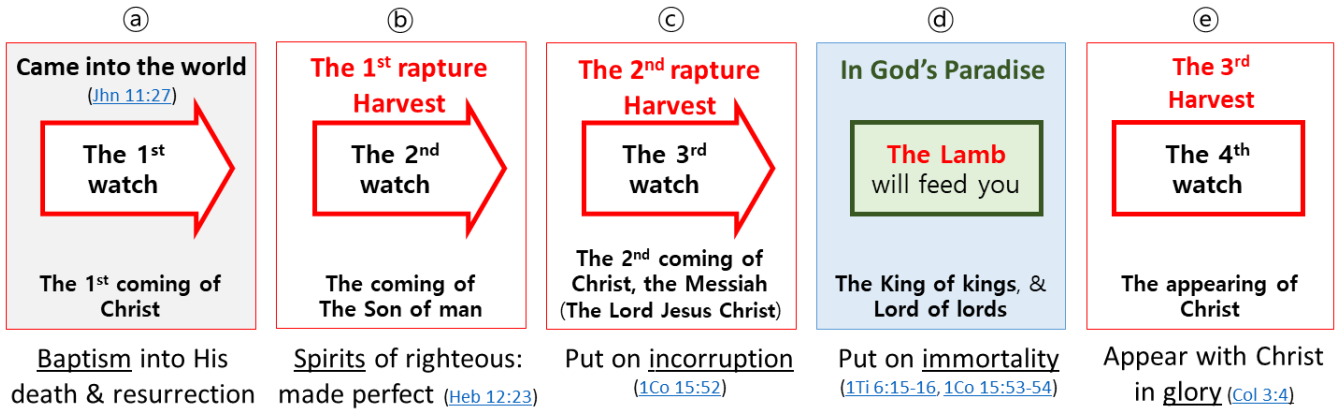 ⓐ
Came into the world
(Jhn 11:27)
The 1st
watch
The 1st coming of
Christ
Baptism into His
death & resurrection
ⓑ
The 1st rapture
Harvest
The 2nd
watch
The coming of
The Son of man
Spirits of righteous:
made perfect (Heb 12:23)
ⓒ
The 2nd rapture
Harvest
The 3rd
watch
The 2nd coming of
Christ, the Messiah
(The Lord Jesus Christ)
Put on incorruption
(1Co 15:52)
ⓓ
In God’s Paradise
The Lamb
will feed you
The King of kings, &
Lord of lords
Put on immortality
(1Ti 6:15-16, 1Co 15:53-54)
ⓔ
The 3rd
Harvest
The 4th
watch
The appearing of
Christ
Appear with Christ
in glory (Col 3:4)